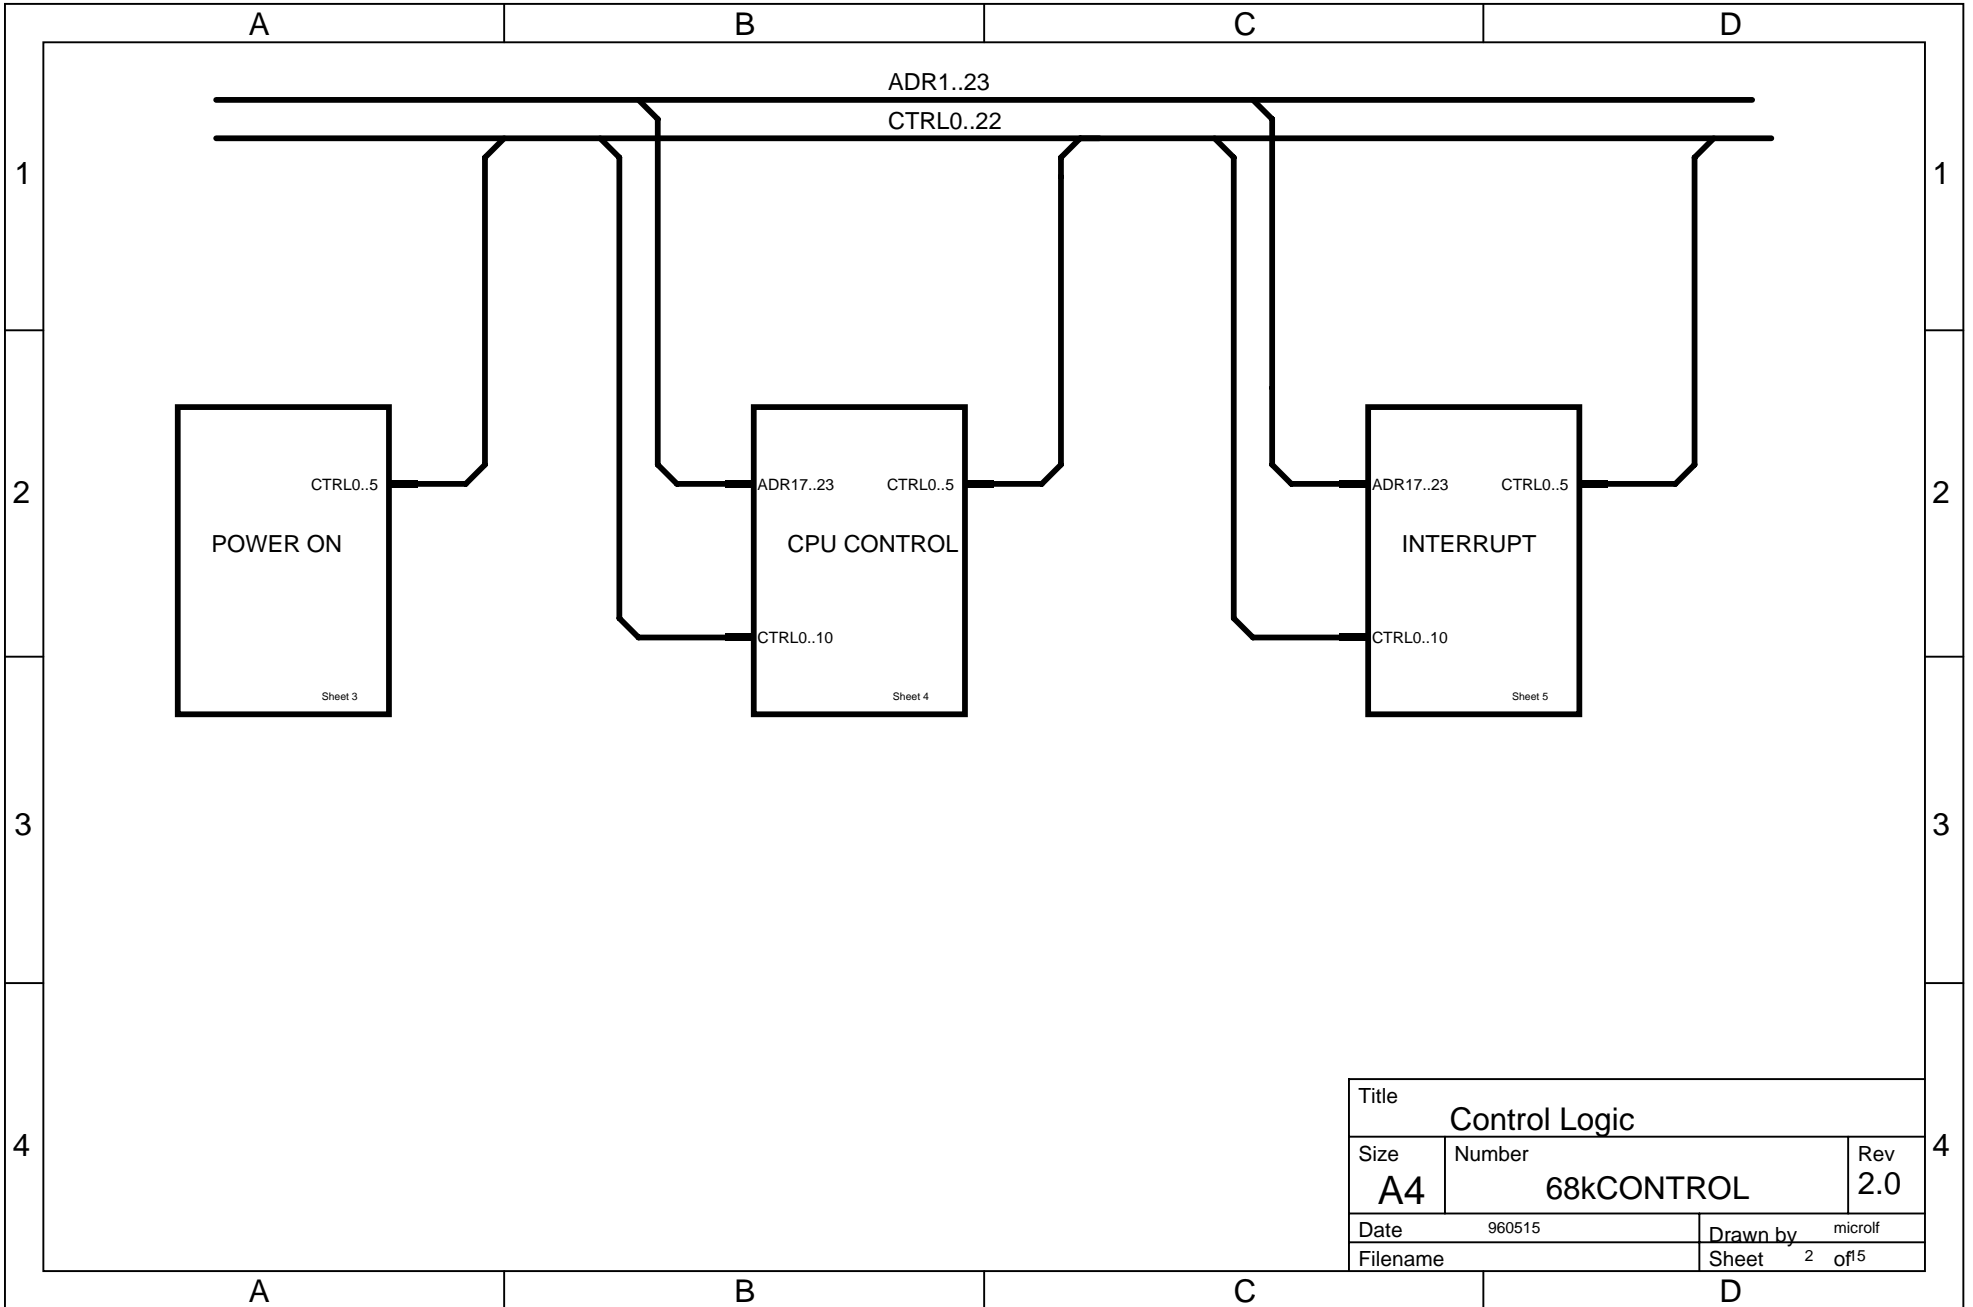 A B C D
ADR1..23
CTRL0..22
1 1
2 2
CTRL0..5
POWER ON
Sheet 3
ADR17..23 CTRL0..5
CPU CONTROL
CTRL0..10
Sheet 4
ADR17..23 CTRL0..5
INTERRUPT
CTRL0..10
Sheet 5
3 3
4 4
Title
Control Logic
Size Number Rev
A4 68kCONTROL 2.0
Date 960515 Drawn by microlf
Filename Sheet 2 of 15
A B C D